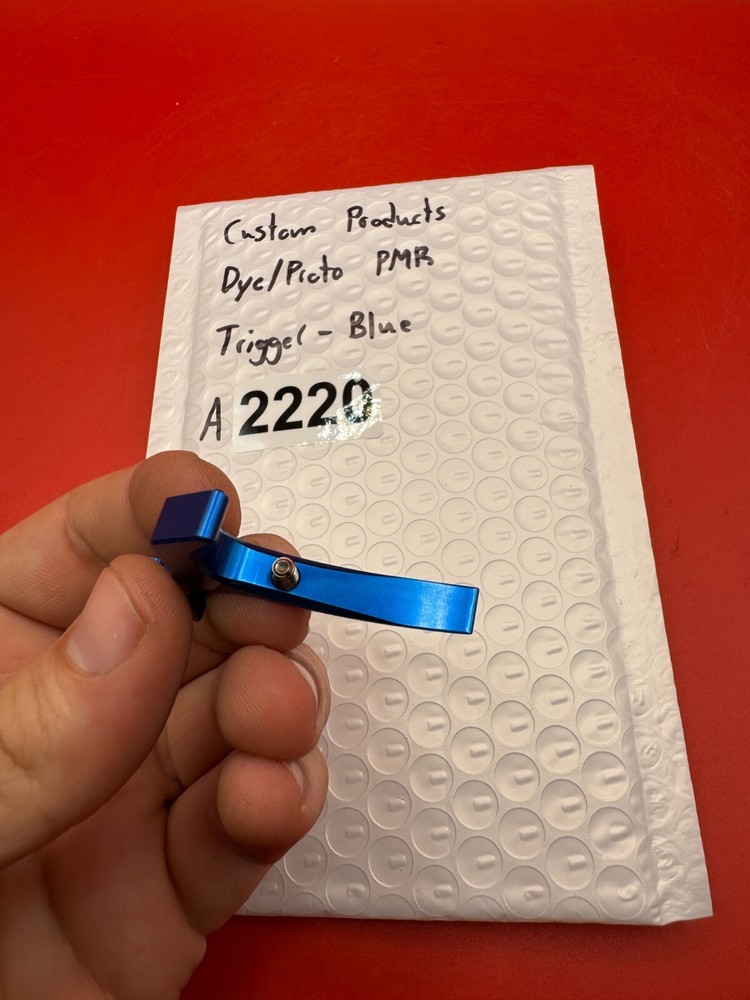 Custom Products
Dye/Proto PMR
Trigger - Blue
A 2220